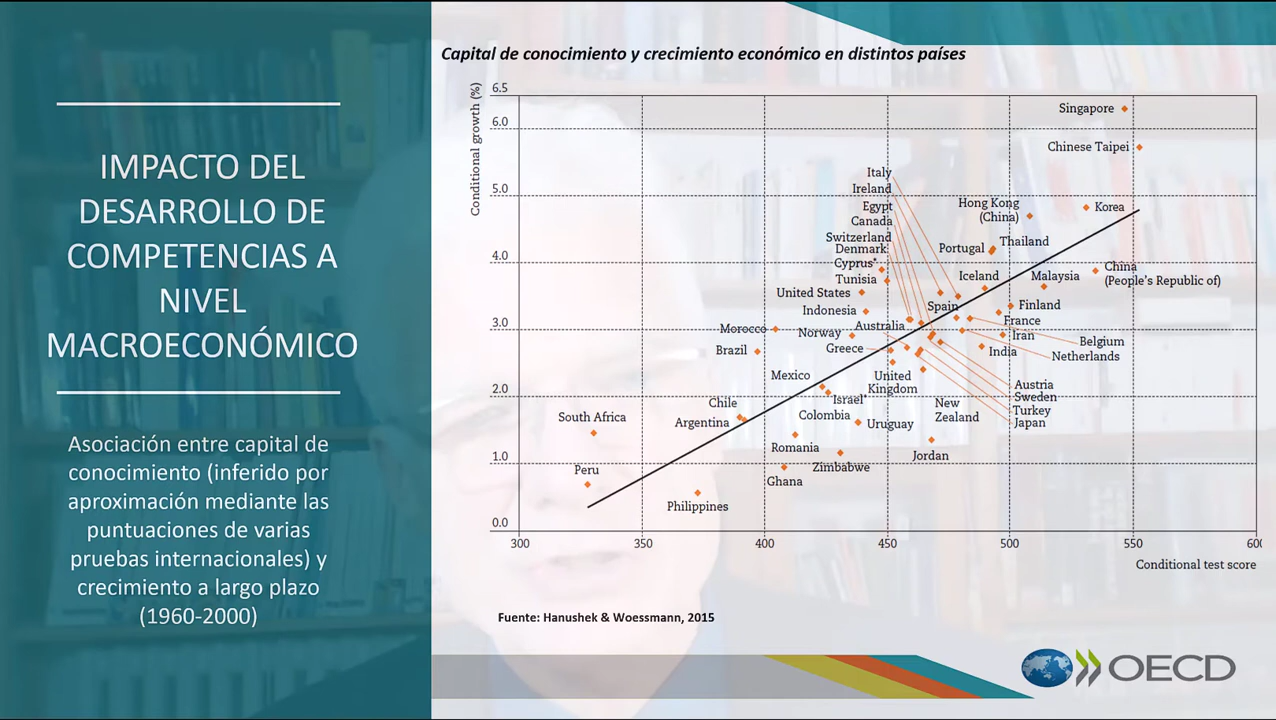 IMPACTO DEL
DESARROLLO DE
COMPETENCIAS A
NIVEL
MACROECONÓMICO
Asociación entre capital de
conocimiento (inferido por
aproximación mediante las
puntuaciones de varias
pruebas internacionales) y
crecimiento a largo plazo
(1960-2000)
Capital de conocimiento y crecimiento económico en distintos países
Conditional growth (%)
6.5
6.0
5.0
4.0
3.0
2.0
1.0
0.0
Singapore
Chinese Taipei
Italy
Ireland
Egypt
Canada
Switzerland
Denmark
Cyprus*
Tunisia
United States
Indonesia
Morocco
Norway
Australia
Brazil
Greece
Hong Kong
(China)
Korea
Portugal
Thailand
Iceland
Malaysia
China
(People's Republic of)
Spain
Finland
France
Iran
India
Belgium
Netherlands
Mexico
United
Kingdom
Israel*
Austria
Sweden
Turkey
Japan
Chile
Argentina
Colombia
Uruguay
New
Zealand
South Africa
Romania
Zimbabwe
Jordan
Peru
Ghana
Philippines
300
350
400
450
500
550
60
Conditional test score
Fuente: Hanushek & Woessmann, 2015
OECD